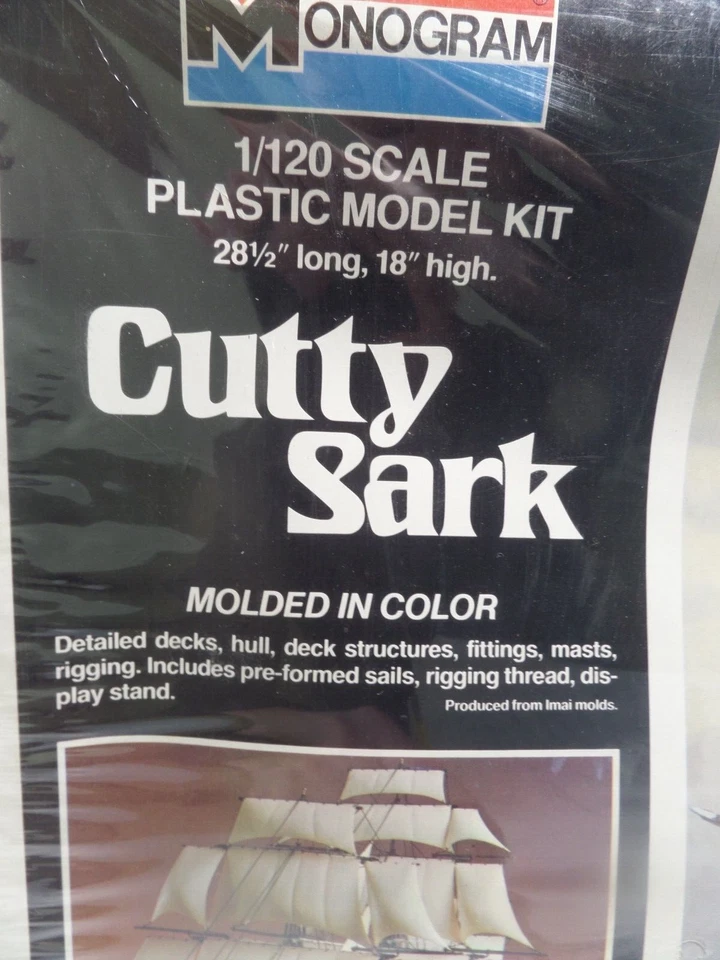 MONOGRAM
1/120 SCALE
PLASTIC MODEL KIT
28½" long, 18" high.
Cutty
Sark
MOLDED IN COLOR
Detailed decks, hull, deck structures, fittings, masts,
rigging. Includes pre-formed sails, rigging thread, dis-
play stand.
Produced from Imai molds.